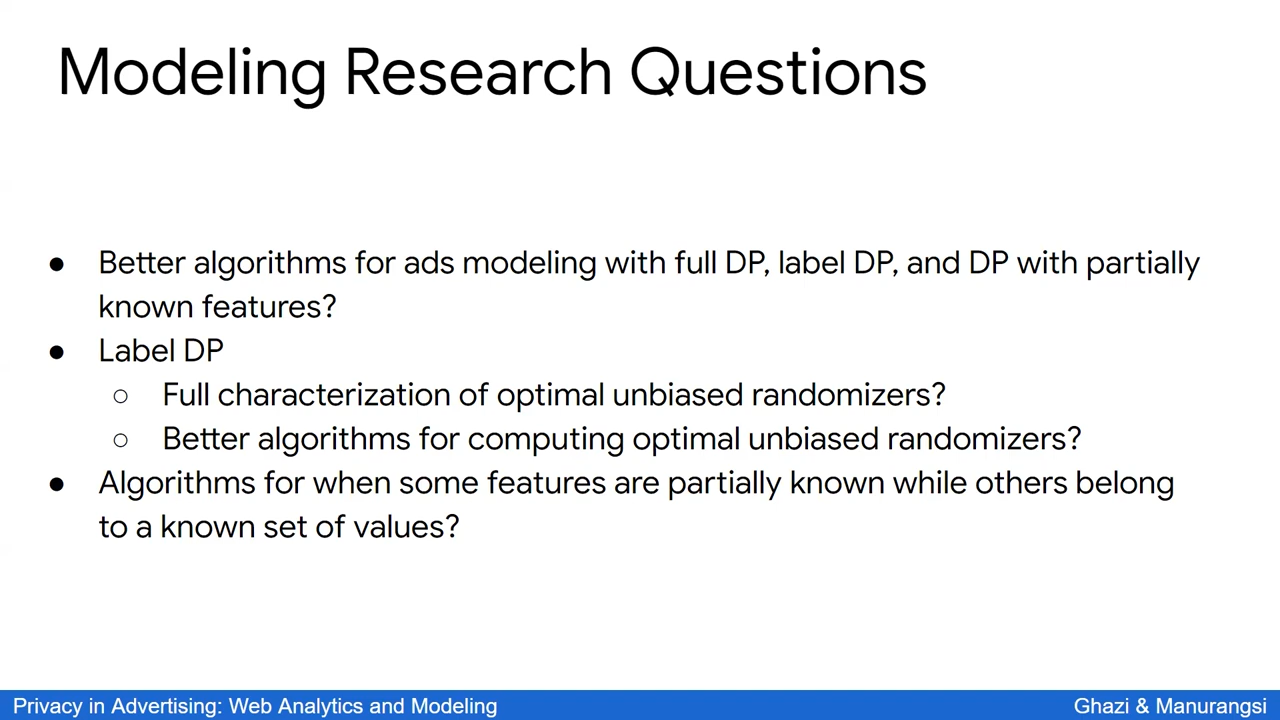 Modeling Research Questions
● Better algorithms for ads modeling with full DP, label DP, and DP with partially
known features?
● Label DP
○ Full characterization of optimal unbiased randomizers?
○ Better algorithms for computing optimal unbiased randomizers?
● Algorithms for when some features are partially known while others belong
to a known set of values?
Privacy in Advertising: Web Analytics and Modeling
Ghazi & Manurangsi